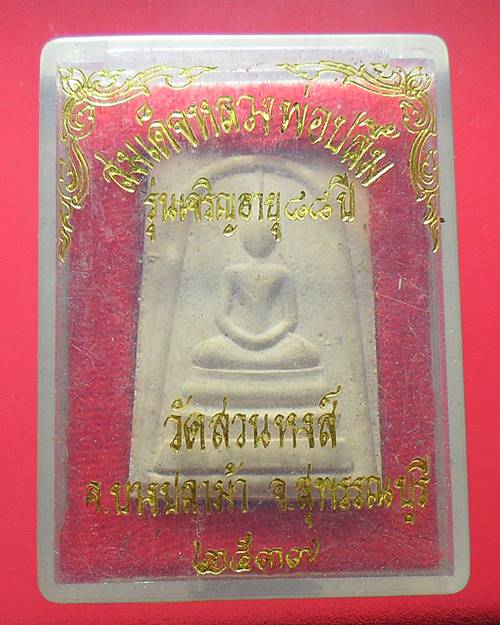 สมเด็จหลวงพ่อปลื้ม
รุ่นเจริญอายุ๘๘ปี
วัดสวนหงส์
อ.บางปลาม้า จ.สุพรรณบุรี
๒๕๓๗